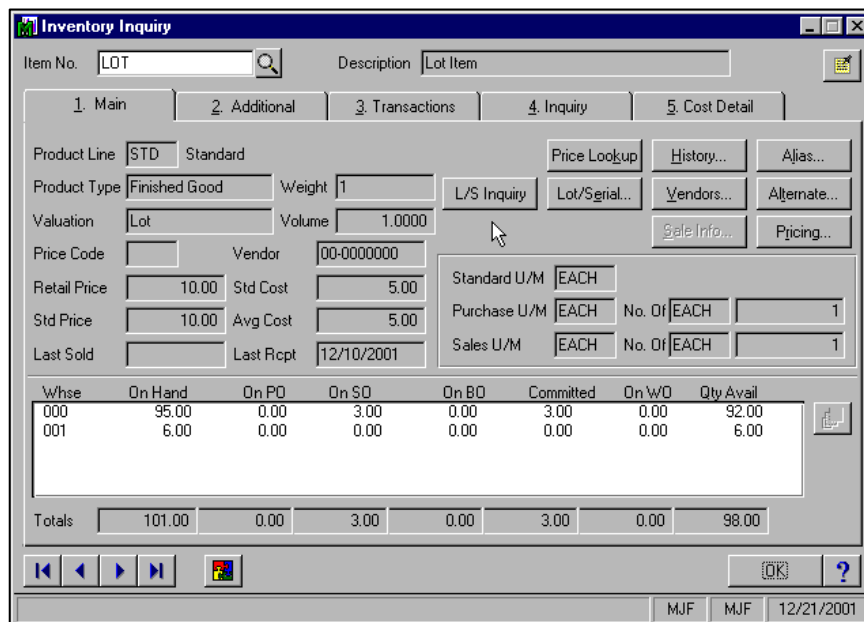 Inventory Inquiry
Item No. LOT Description Lot Item
1. Main 2. Additional 3. Transactions 4. Inquiry 5. Cost Detail
Product Line STD Standard Price Lookup History... Alias...
Product Type Finished Good Weight 1 L/S Inquiry Lot/Serial... Vendors... Alternate...
Valuation Lot Volume 1.0000 Sale Info... Pricing...
Price Code Vendor 00-0000000
Standard U/M EACH
Retail Price 10.00 Std Cost 5.00
Purchase U/M EACH No. Of EACH 1
Std Price 10.00 Avg Cost 5.00
Sales U/M EACH No. Of EACH 1
Last Sold Last Rcpt 12/10/2001
Whse On Hand On PO On SO On BO Committed On WO Qty Avail
000 95.00 0.00 3.00 0.00 3.00 0.00 92.00
001 6.00 0.00 0.00 0.00 0.00 0.00 6.00
Totals 101.00 0.00 3.00 0.00 3.00 0.00 98.00
OK ?
MJF MJF 12/21/2001